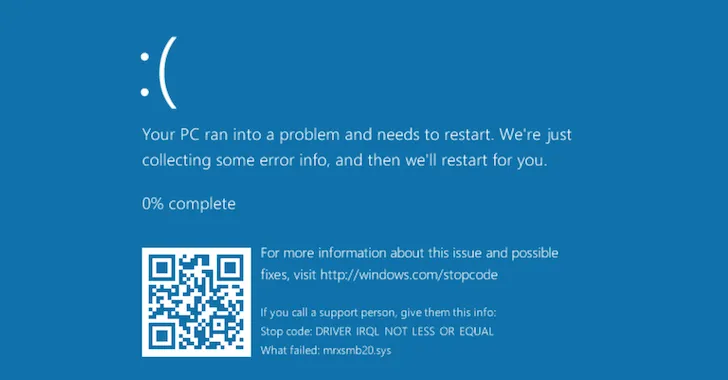 :(
Your PC ran into a problem and needs to restart. We're just
collecting some error info, and then we'll restart for you.
0% complete
For more information about this issue and possible
fixes, visit http://windows.com/stopcode
If you call a support person, give them this info:
Stop code: DRIVER IRQL NOT LESS OR EQUAL
What failed: mrxsmb20.sys